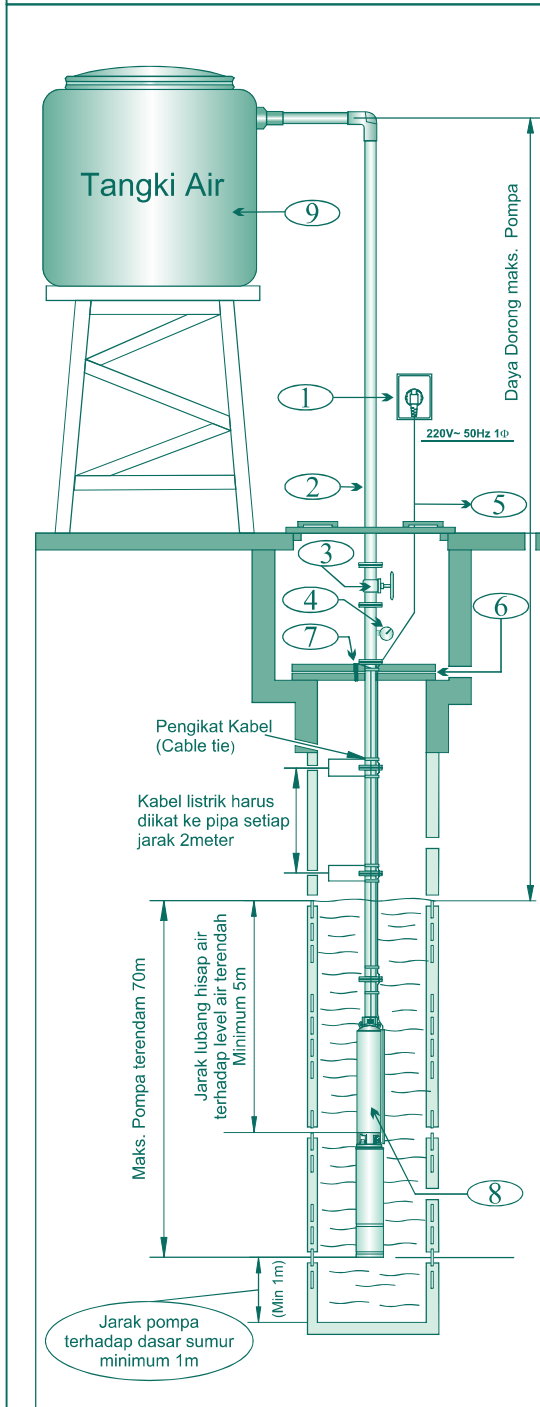 Tangki Air
9
Daya Dorong maks. Pompa
1
220V~ 50Hz 1Φ
2
5
3
4
6
7
Pengikat Kabel
(Cable tie)
Kabel listrik harus
diikat ke pipa setiap
jarak 2meter
Maks. Pompa terendam 70m
Jarak lubang hisap air
terhadap level air terendah
Minimum 5m
8
(Min 1m)
Jarak pompa
terhadap dasar sumur
minimum 1m